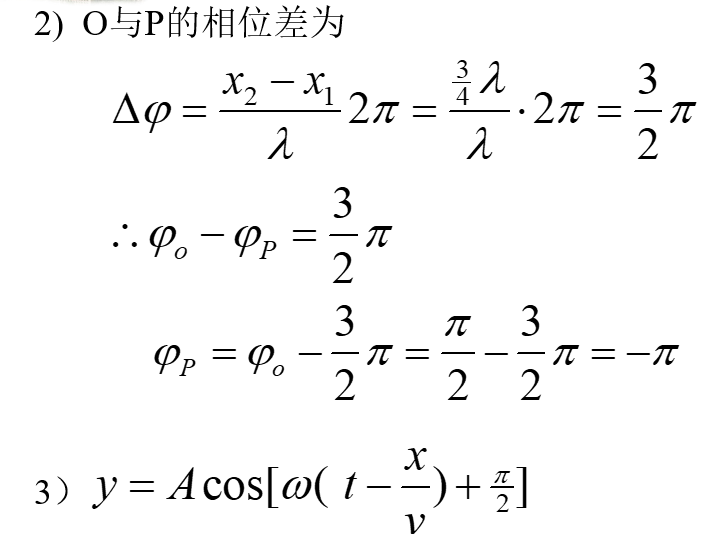 2) O与P的相位差为
Δφ = (x₂ − x₁)/λ 2π = (3/4 λ)/λ · 2π = 3/2 π
∴ φₒ − φ_P = 3/2 π
φ_P = φₒ − 3/2 π = π/2 − 3/2 π = −π
3） y = A cos[ω( t − x/v) + π/2]